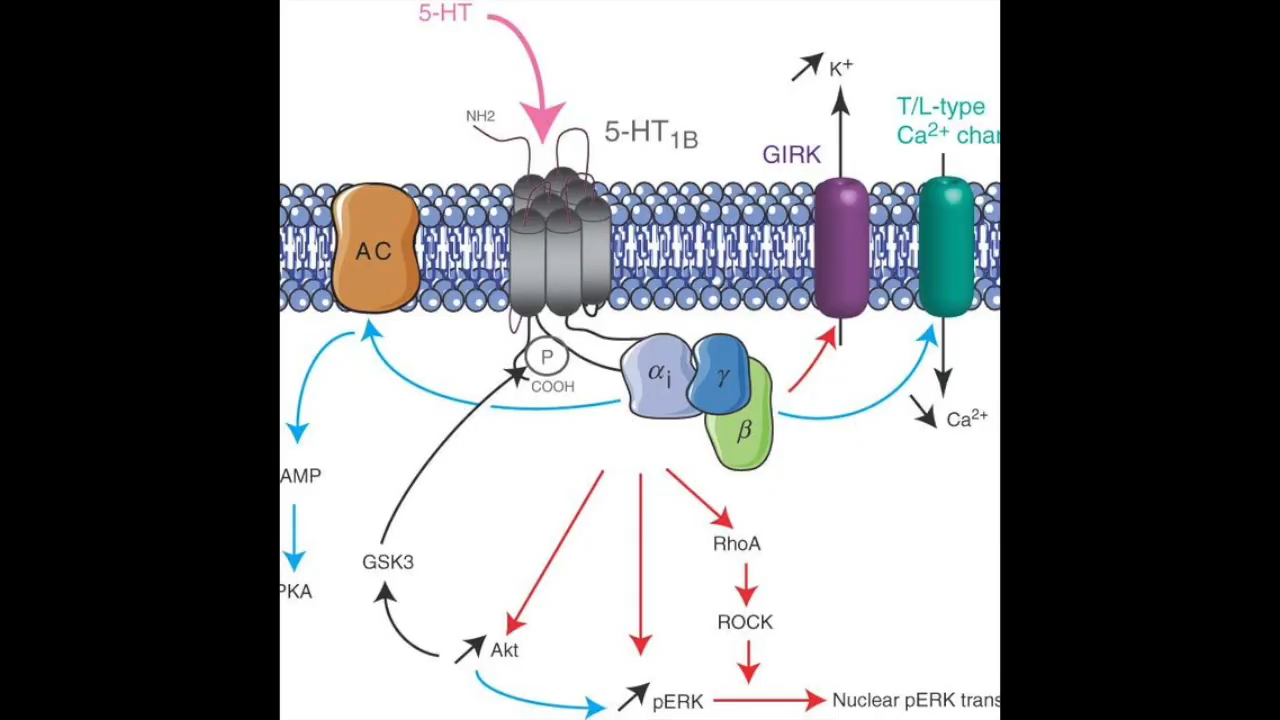 5-HT
K+
T/L-type
Ca2+ chan
NH2
5-HT1B
GIRK
AC
P
COOH
αi
γ
β
Ca2+
AMP
GSK3
RhoA
PKA
ROCK
Akt
pERK
Nuclear pERK trans